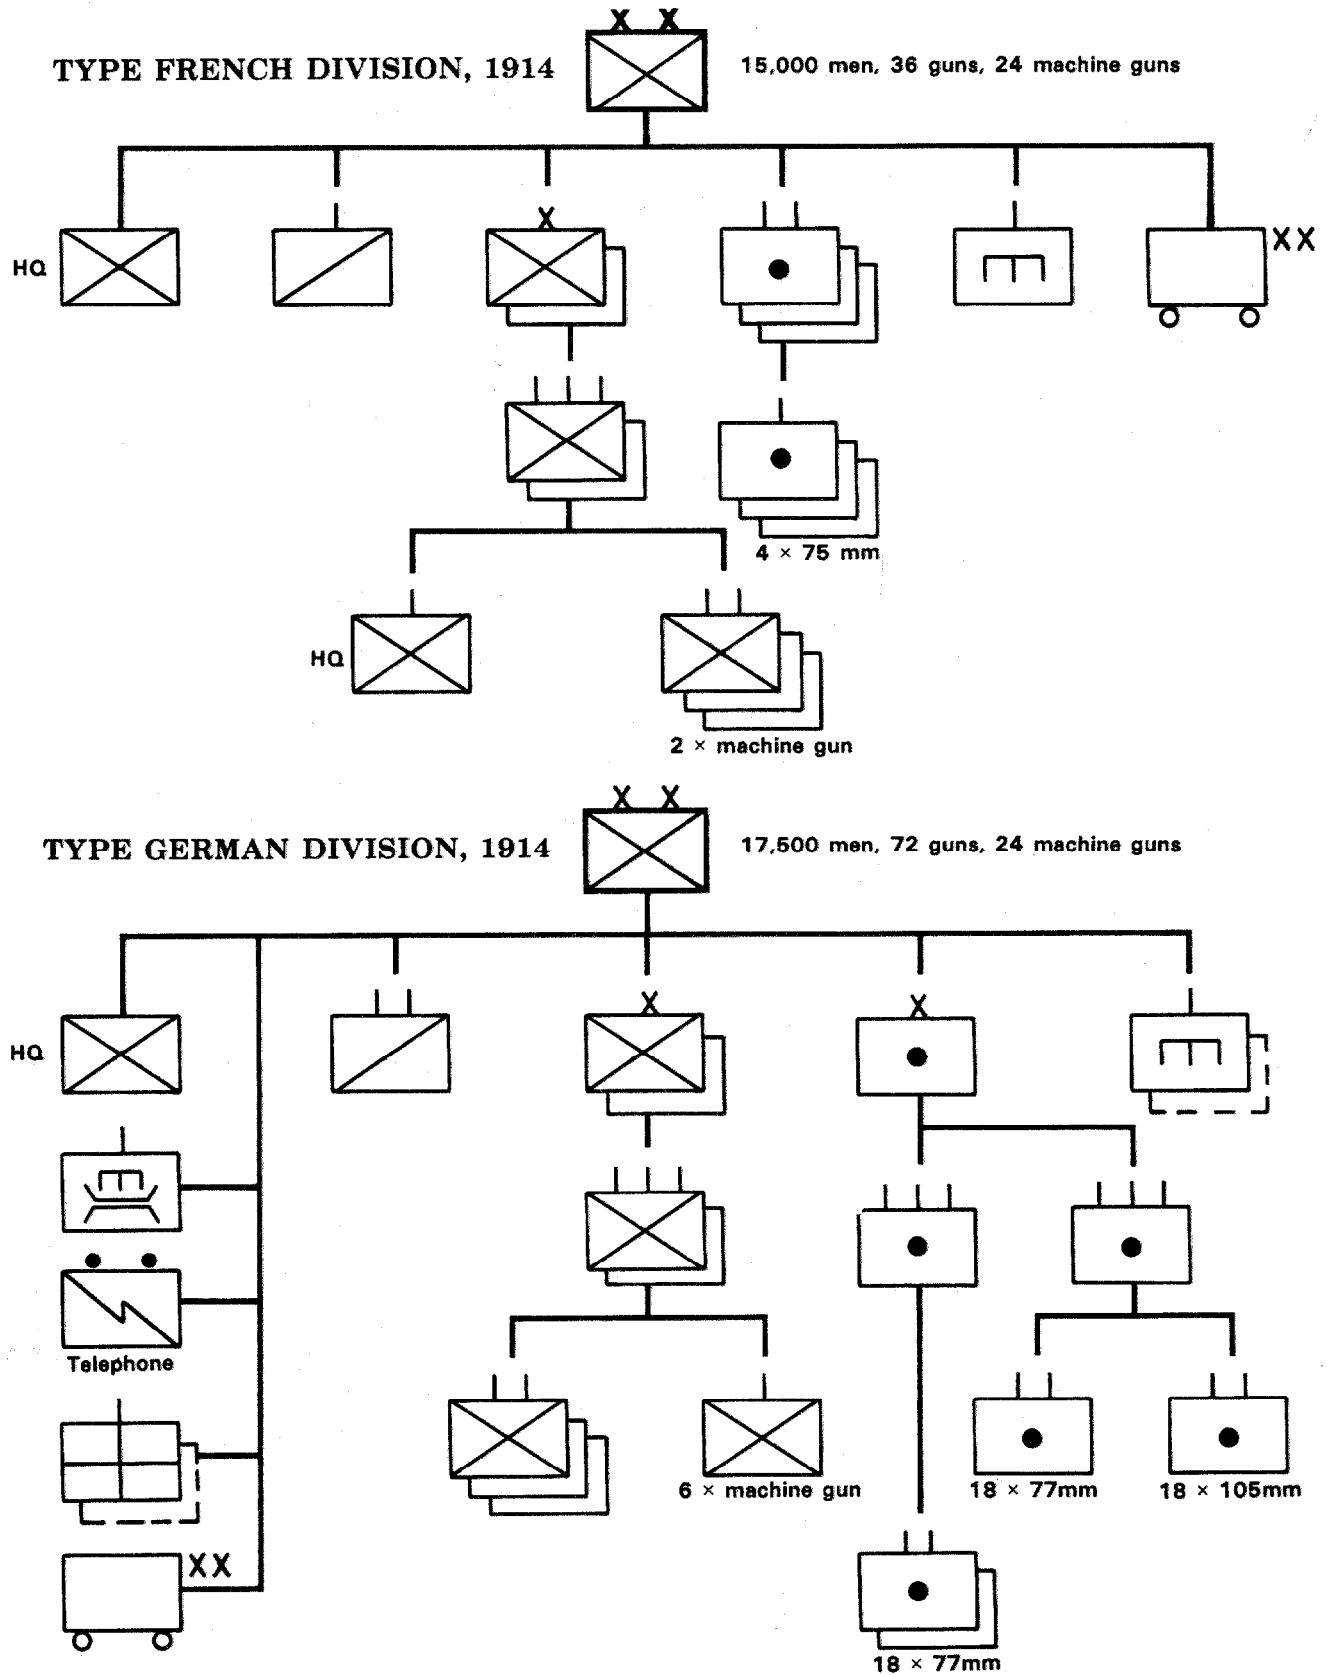 X X
TYPE FRENCH DIVISION, 1914
15,000 men, 36 guns, 24 machine guns
X
HQ
XX
4 × 75 mm
HQ
2 × machine gun
X X
TYPE GERMAN DIVISION, 1914
17,500 men, 72 guns, 24 machine guns
X
X
HQ
Telephone
6 × machine gun
18 × 77mm
18 × 105mm
XX
18 × 77mm